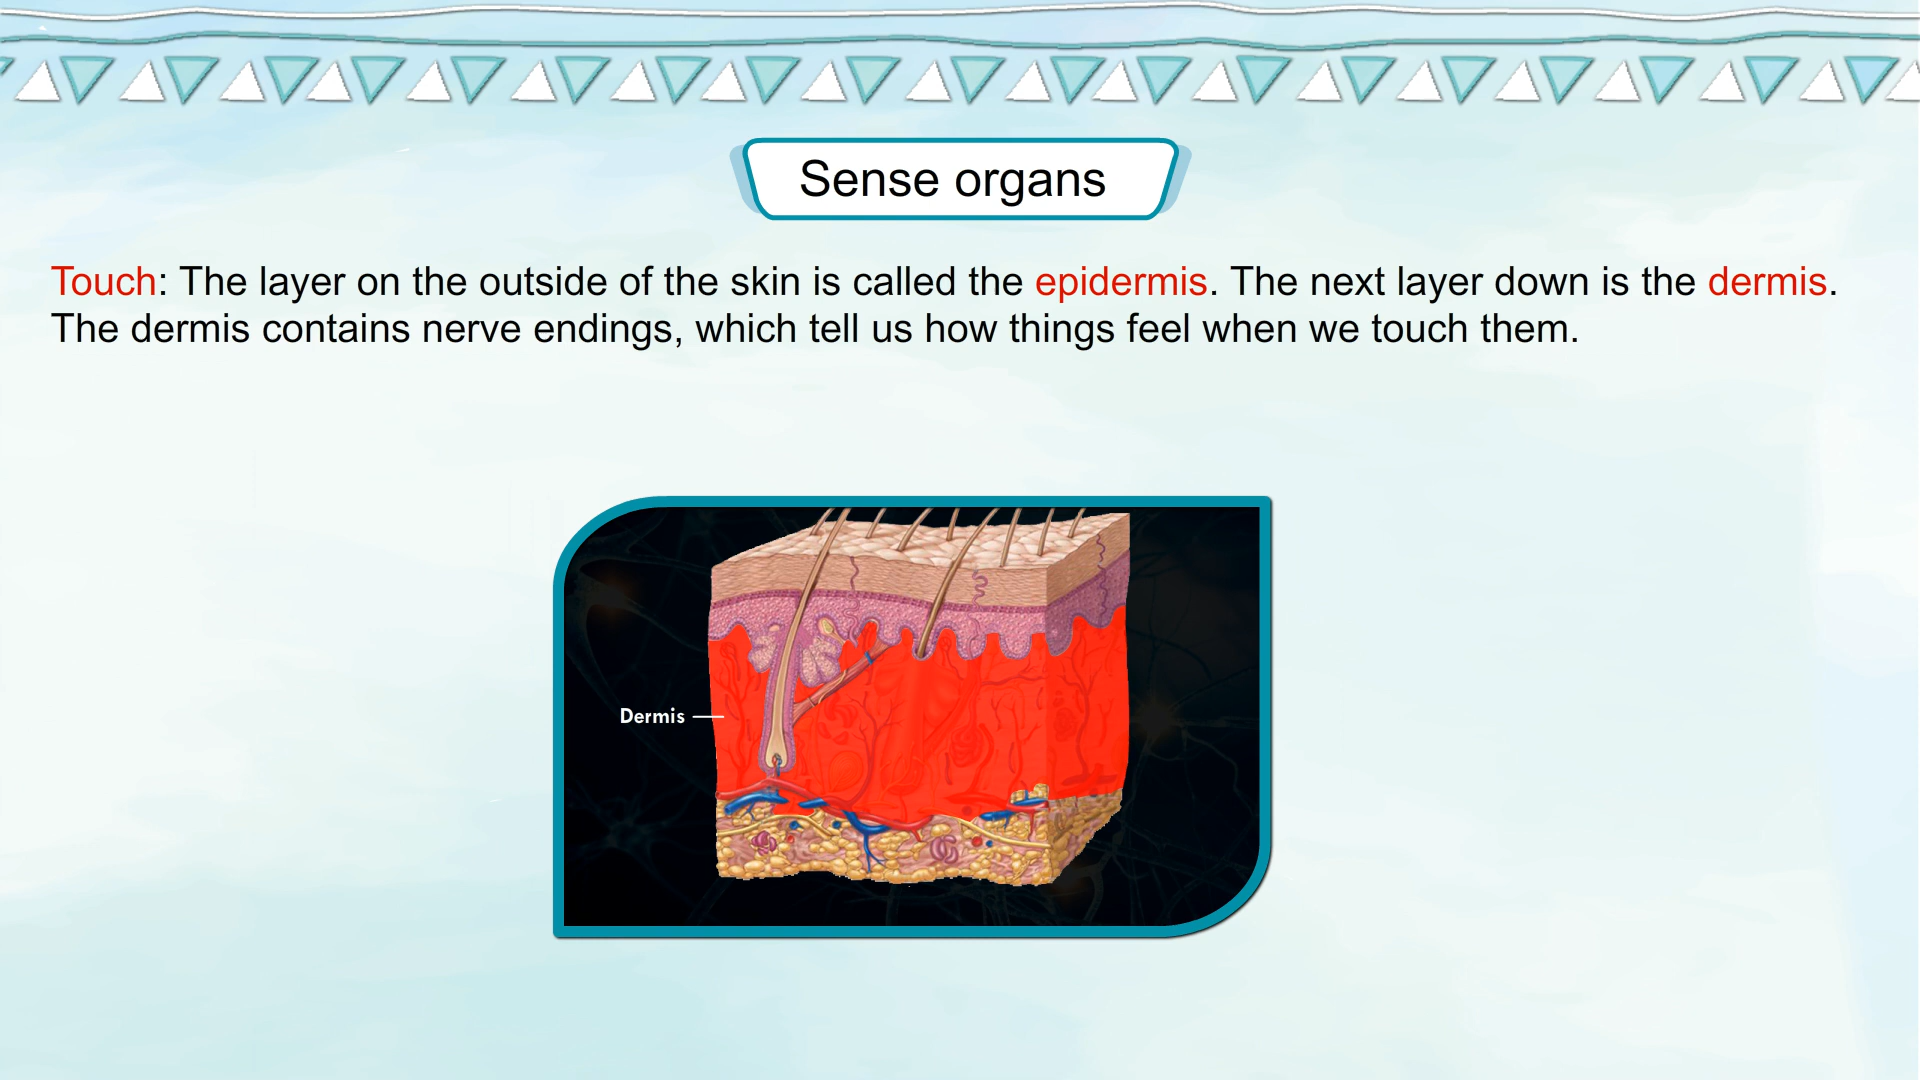 Sense organs
Touch: The layer on the outside of the skin is called the epidermis. The next layer down is the dermis.
The dermis contains nerve endings, which tell us how things feel when we touch them.
Dermis